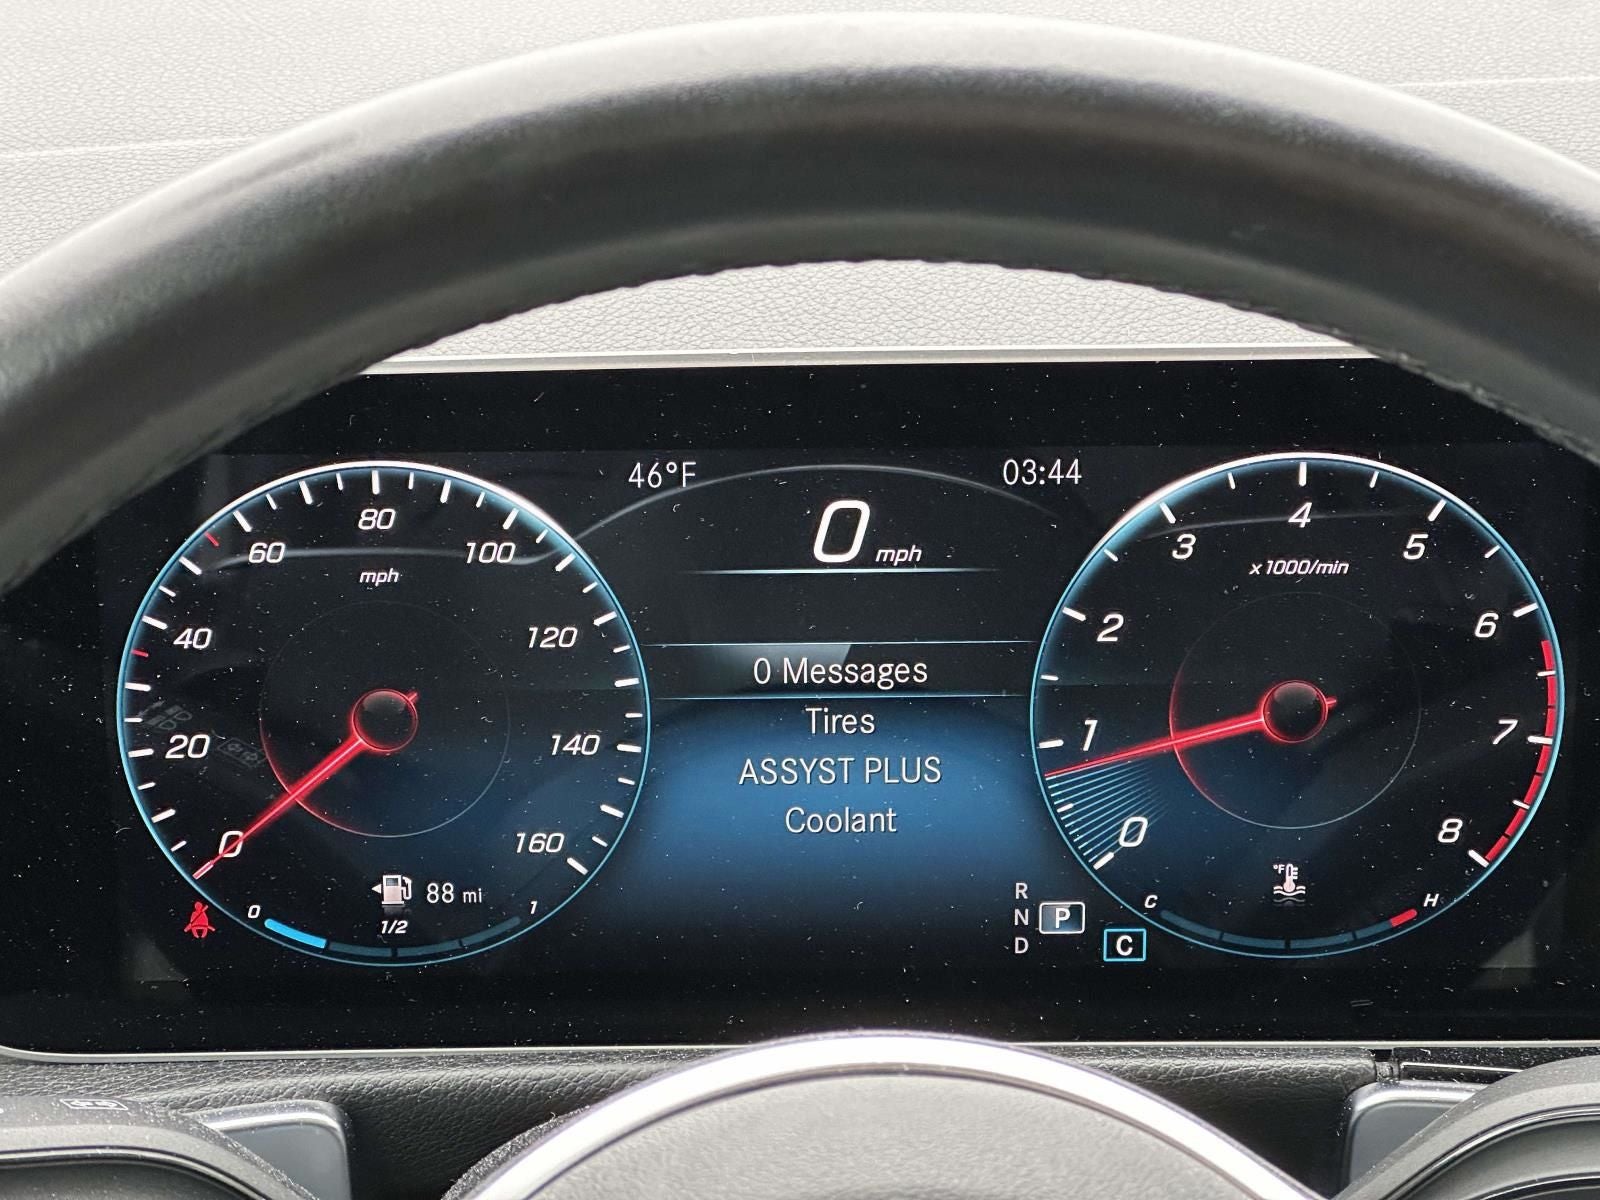 46°F
03:44
0 mph
0 Messages
Tires
ASSYST PLUS
Coolant
0
20
40
60
80
100
120
140
160
mph
88 mi
0
1/2
1
0
1
2
3
4
5
6
7
8
x1000/min
°F
C
H
R
N
P
D
C